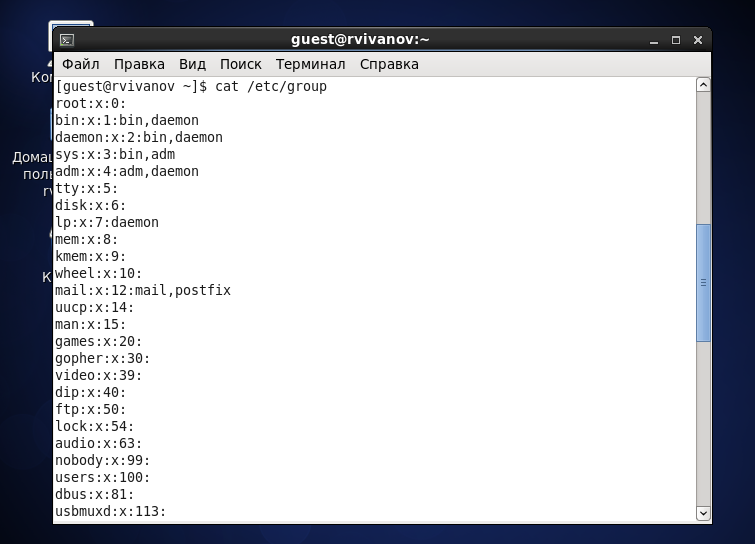 guest@rvivanov:~
Файл Правка Вид Поиск Терминал Справка
[guest@rvivanov ~]$ cat /etc/group
root:x:0:
bin:x:1:bin,daemon
daemon:x:2:bin,daemon
sys:x:3:bin,adm
adm:x:4:adm,daemon
tty:x:5:
disk:x:6:
lp:x:7:daemon
mem:x:8:
kmem:x:9:
wheel:x:10:
mail:x:12:mail,postfix
uucp:x:14:
man:x:15:
games:x:20:
gopher:x:30:
video:x:39:
dip:x:40:
ftp:x:50:
lock:x:54:
audio:x:63:
nobody:x:99:
users:x:100:
dbus:x:81:
usbmuxd:x:113: